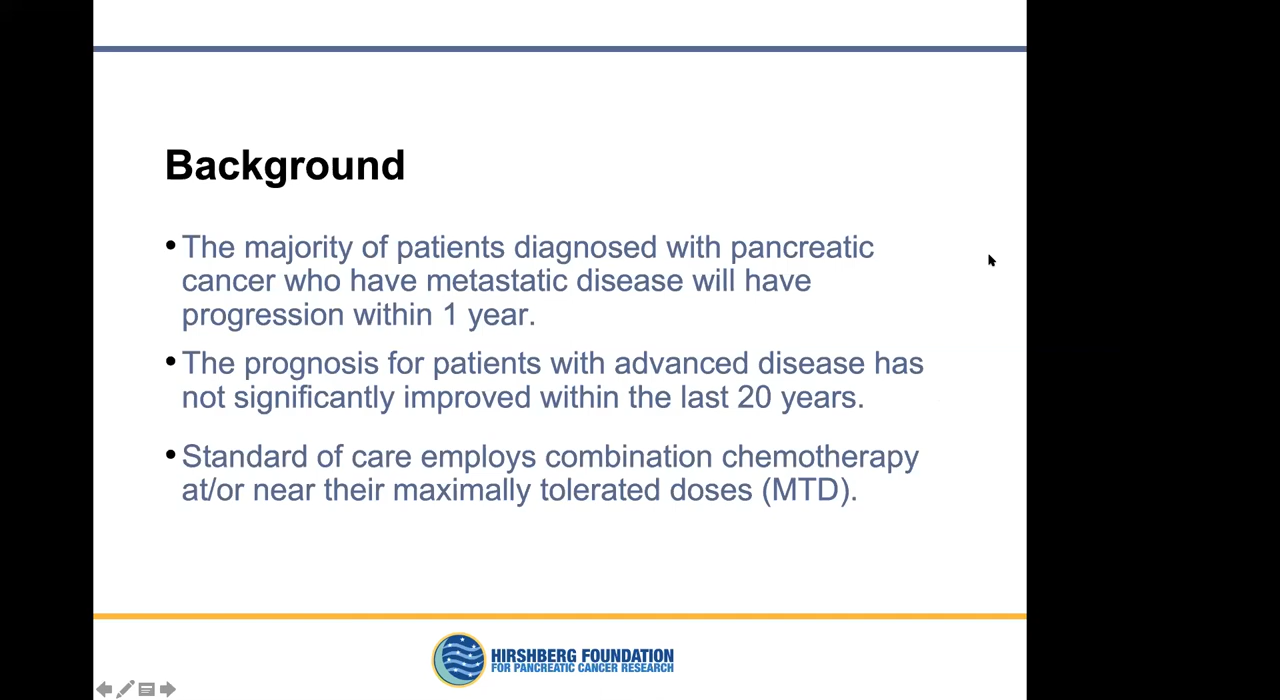 Background
• The majority of patients diagnosed with pancreatic
cancer who have metastatic disease will have
progression within 1 year.
• The prognosis for patients with advanced disease has
not significantly improved within the last 20 years.
• Standard of care employs combination chemotherapy
at/or near their maximally tolerated doses (MTD).
HIRSHBERG FOUNDATION
FOR PANCREATIC CANCER RESEARCH